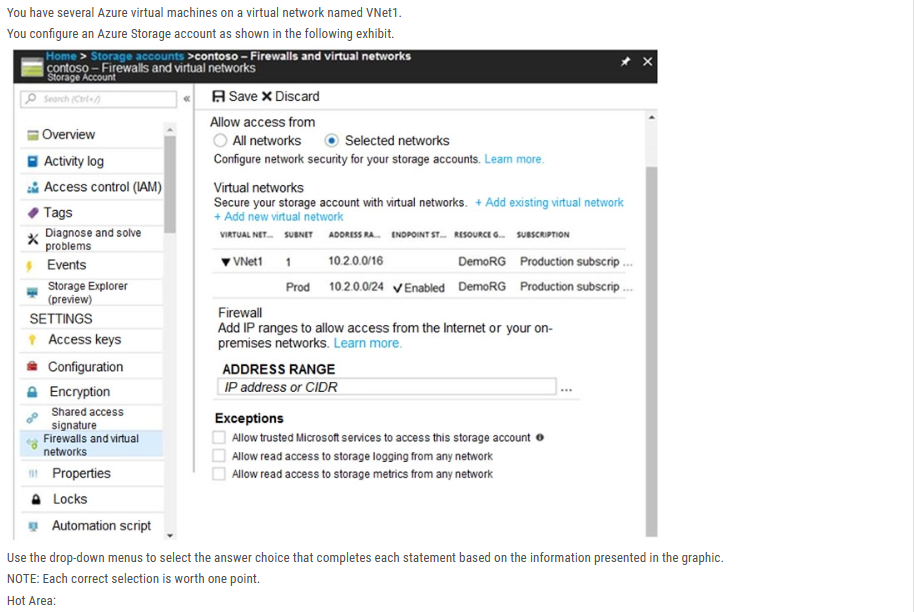 You have several Azure virtual machines on a virtual network named VNet1.
You configure an Azure Storage account as shown in the following exhibit.
Home > Storage accounts >contoso – Firewalls and virtual networks
contoso – Firewalls and virtual networks
Storage Account
Search (Ctrl+/)
«
Save Discard
Overview
Activity log
Access control (IAM)
Tags
Diagnose and solve
problems
Events
Storage Explorer
(preview)
SETTINGS
Access keys
Configuration
Encryption
Shared access
signature
Firewalls and virtual
networks
Properties
Locks
Automation script
Allow access from
All networks Selected networks
Configure network security for your storage accounts. Learn more.
Virtual networks
Secure your storage account with virtual networks. + Add existing virtual network
+ Add new virtual network
VIRTUAL NET... SUBNET ADDRESS RA... ENDPOINT ST... RESOURCE G... SUBSCRIPTION
VNet1 1 10.2.0.0/16 DemoRG Production subscrip ...
Prod 10.2.0.0/24 Enabled DemoRG Production subscrip ...
Firewall
Add IP ranges to allow access from the Internet or your on-
premises networks. Learn more.
ADDRESS RANGE
IP address or CIDR ...
Exceptions
Allow trusted Microsoft services to access this storage account
Allow read access to storage logging from any network
Allow read access to storage metrics from any network
Use the drop-down menus to select the answer choice that completes each statement based on the information presented in the graphic.
NOTE: Each correct selection is worth one point.
Hot Area: